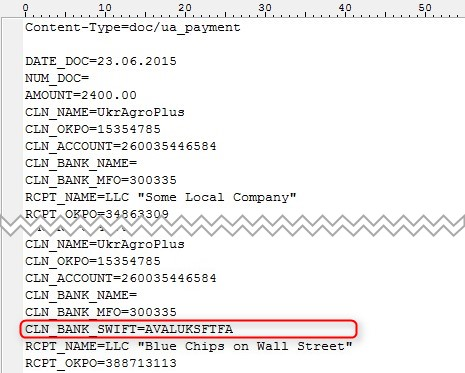 0 10 20 30 40 50
Content-Type=doc/ua_payment
DATE_DOC=23.06.2015
NUM_DOC=
AMOUNT=2400.00
CLN_NAME=UkrAgroPlus
CLN_OKPO=15354785
CLN_ACCOUNT=260035446584
CLN_BANK_NAME=
CLN_BANK_MFO=300335
RCPT_NAME=LLC "Some Local Company"
RCPT_OKPO=34863309
CLN_NAME=UkrAgroPlus
CLN_OKPO=15354785
CLN_ACCOUNT=260035446584
CLN_BANK_NAME=
CLN_BANK_MFO=300335
CLN_BANK_SWIFT=AVALUKSFTFA
RCPT_NAME=LLC "Blue Chips on Wall Street"
RCPT_OKPO=388713113